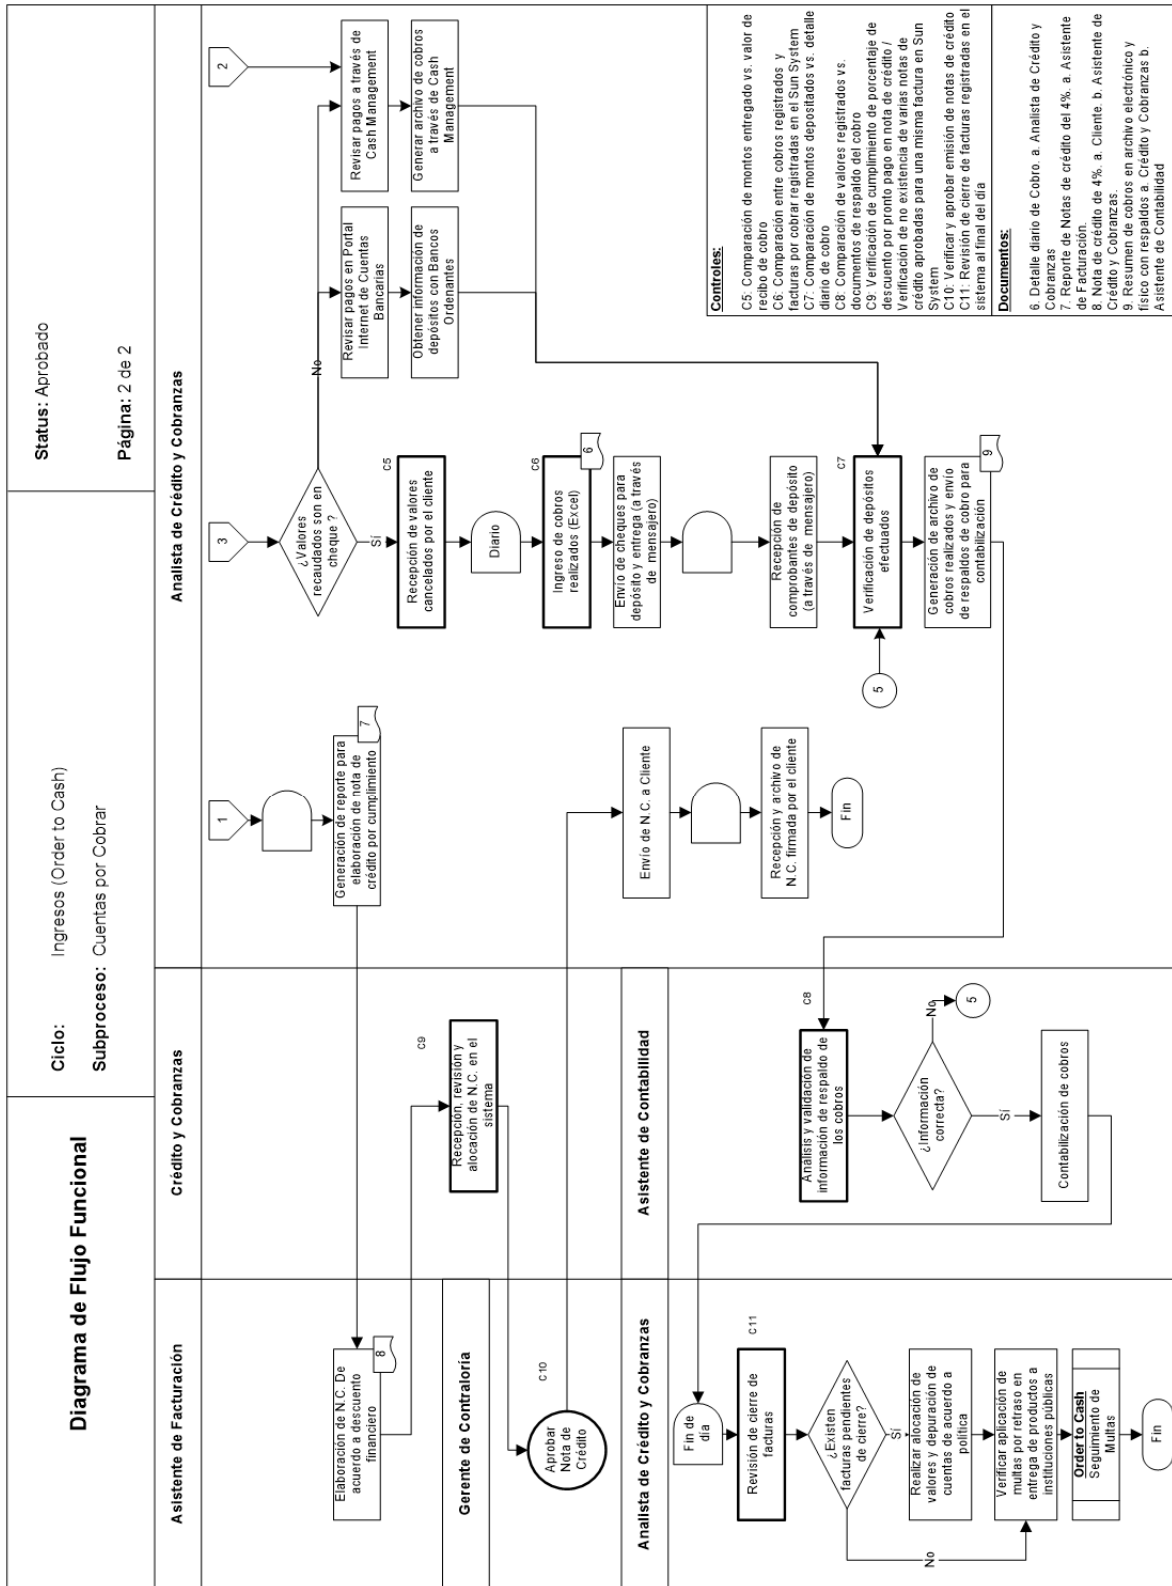 Diagrama de Flujo Funcional
Ciclo: Ingresos (Order to Cash)
Subproceso: Cuentas por Cobrar
Status: Aprobado
Página: 2 de 2
Asistente de Facturación
Crédito y Cobranzas
Analista de Crédito y Cobranzas
Elaboración de N.C. De
acuerdo a descuento
financiero
8
Gerente de Contraloría
C10
Aprobar
Nota de
Crédito
C9
Recepción, revisión y
alocación de N.C. en el
sistema
1
Generación de reporte para
elaboración de nota de
crédito por cumplimiento
7
Envío de N.C. a Cliente
Recepción y archivo de
N.C. firmada por el cliente
Fin
3
¿Valores
recaudados son en
cheque ?
No
Sí
C5
Recepción de valores
cancelados por el cliente
Diario
C6
Ingreso de cobros
realizados (Excel)
6
Envío de cheques para
depósito y entrega (a través
de mensajero)
Recepción de
comprobantes de depósito
(a través de mensajero)
C7
Verificación de depósitos
efectuados
5
Generación de archivo de
cobros realizados y envío
de respaldos de cobro para
contabilización
9
2
Revisar pagos en Portal
Internet de Cuentas
Bancarias
Obtener información de
depósitos con Bancos
Ordenantes
Revisar pagos a través de
Cash Management
Generar archivo de cobros
a través de Cash
Management
Analista de Crédito y Cobranzas
Asistente de Contabilidad
Fin de
día
C11
Revisión de cierre de
facturas
¿Existen
facturas pendientes
de cierre?
Sí
No
Realizar alocación de
valores y depuración de
cuentas de acuerdo a
política
Verificar aplicación de
multas por retraso en
entrega de productos a
instituciones públicas
Order to Cash
Seguimiento de
Multas
Fin
C8
Análisis y validación de
información de respaldo de
los cobros
¿Información
correcta?
No
5
Sí
Contabilización de cobros
Controles:
C5: Comparación de montos entregado vs. valor de
recibo de cobro
C6: Comparación entre cobros registrados y
facturas por cobrar registradas en el Sun System
C7: Comparación de montos depositados vs. detalle
diario de cobro
C8: Comparación de valores registrados vs.
documentos de respaldo del cobro
C9: Verificación de cumplimiento de porcentaje de
descuento por pronto pago en nota de crédito /
Verificación de no existencia de varias notas de
crédito aprobadas para una misma factura en Sun
System
C10: Verificar y aprobar emisión de notas de crédito
C11: Revisión de cierre de facturas registradas en el
sistema al final del día
Documentos:
6. Detalle diario de Cobro. a. Analista de Crédito y
Cobranzas
7. Reporte de Notas de crédito del 4%. a. Asistente
de Facturación.
8. Nota de crédito de 4%. a. Cliente. b. Asistente de
Crédito y Cobranzas.
9. Resumen de cobros en archivo electrónico y
físico con respaldos a. Crédito y Cobranzas b.
Asistente de Contabilidad